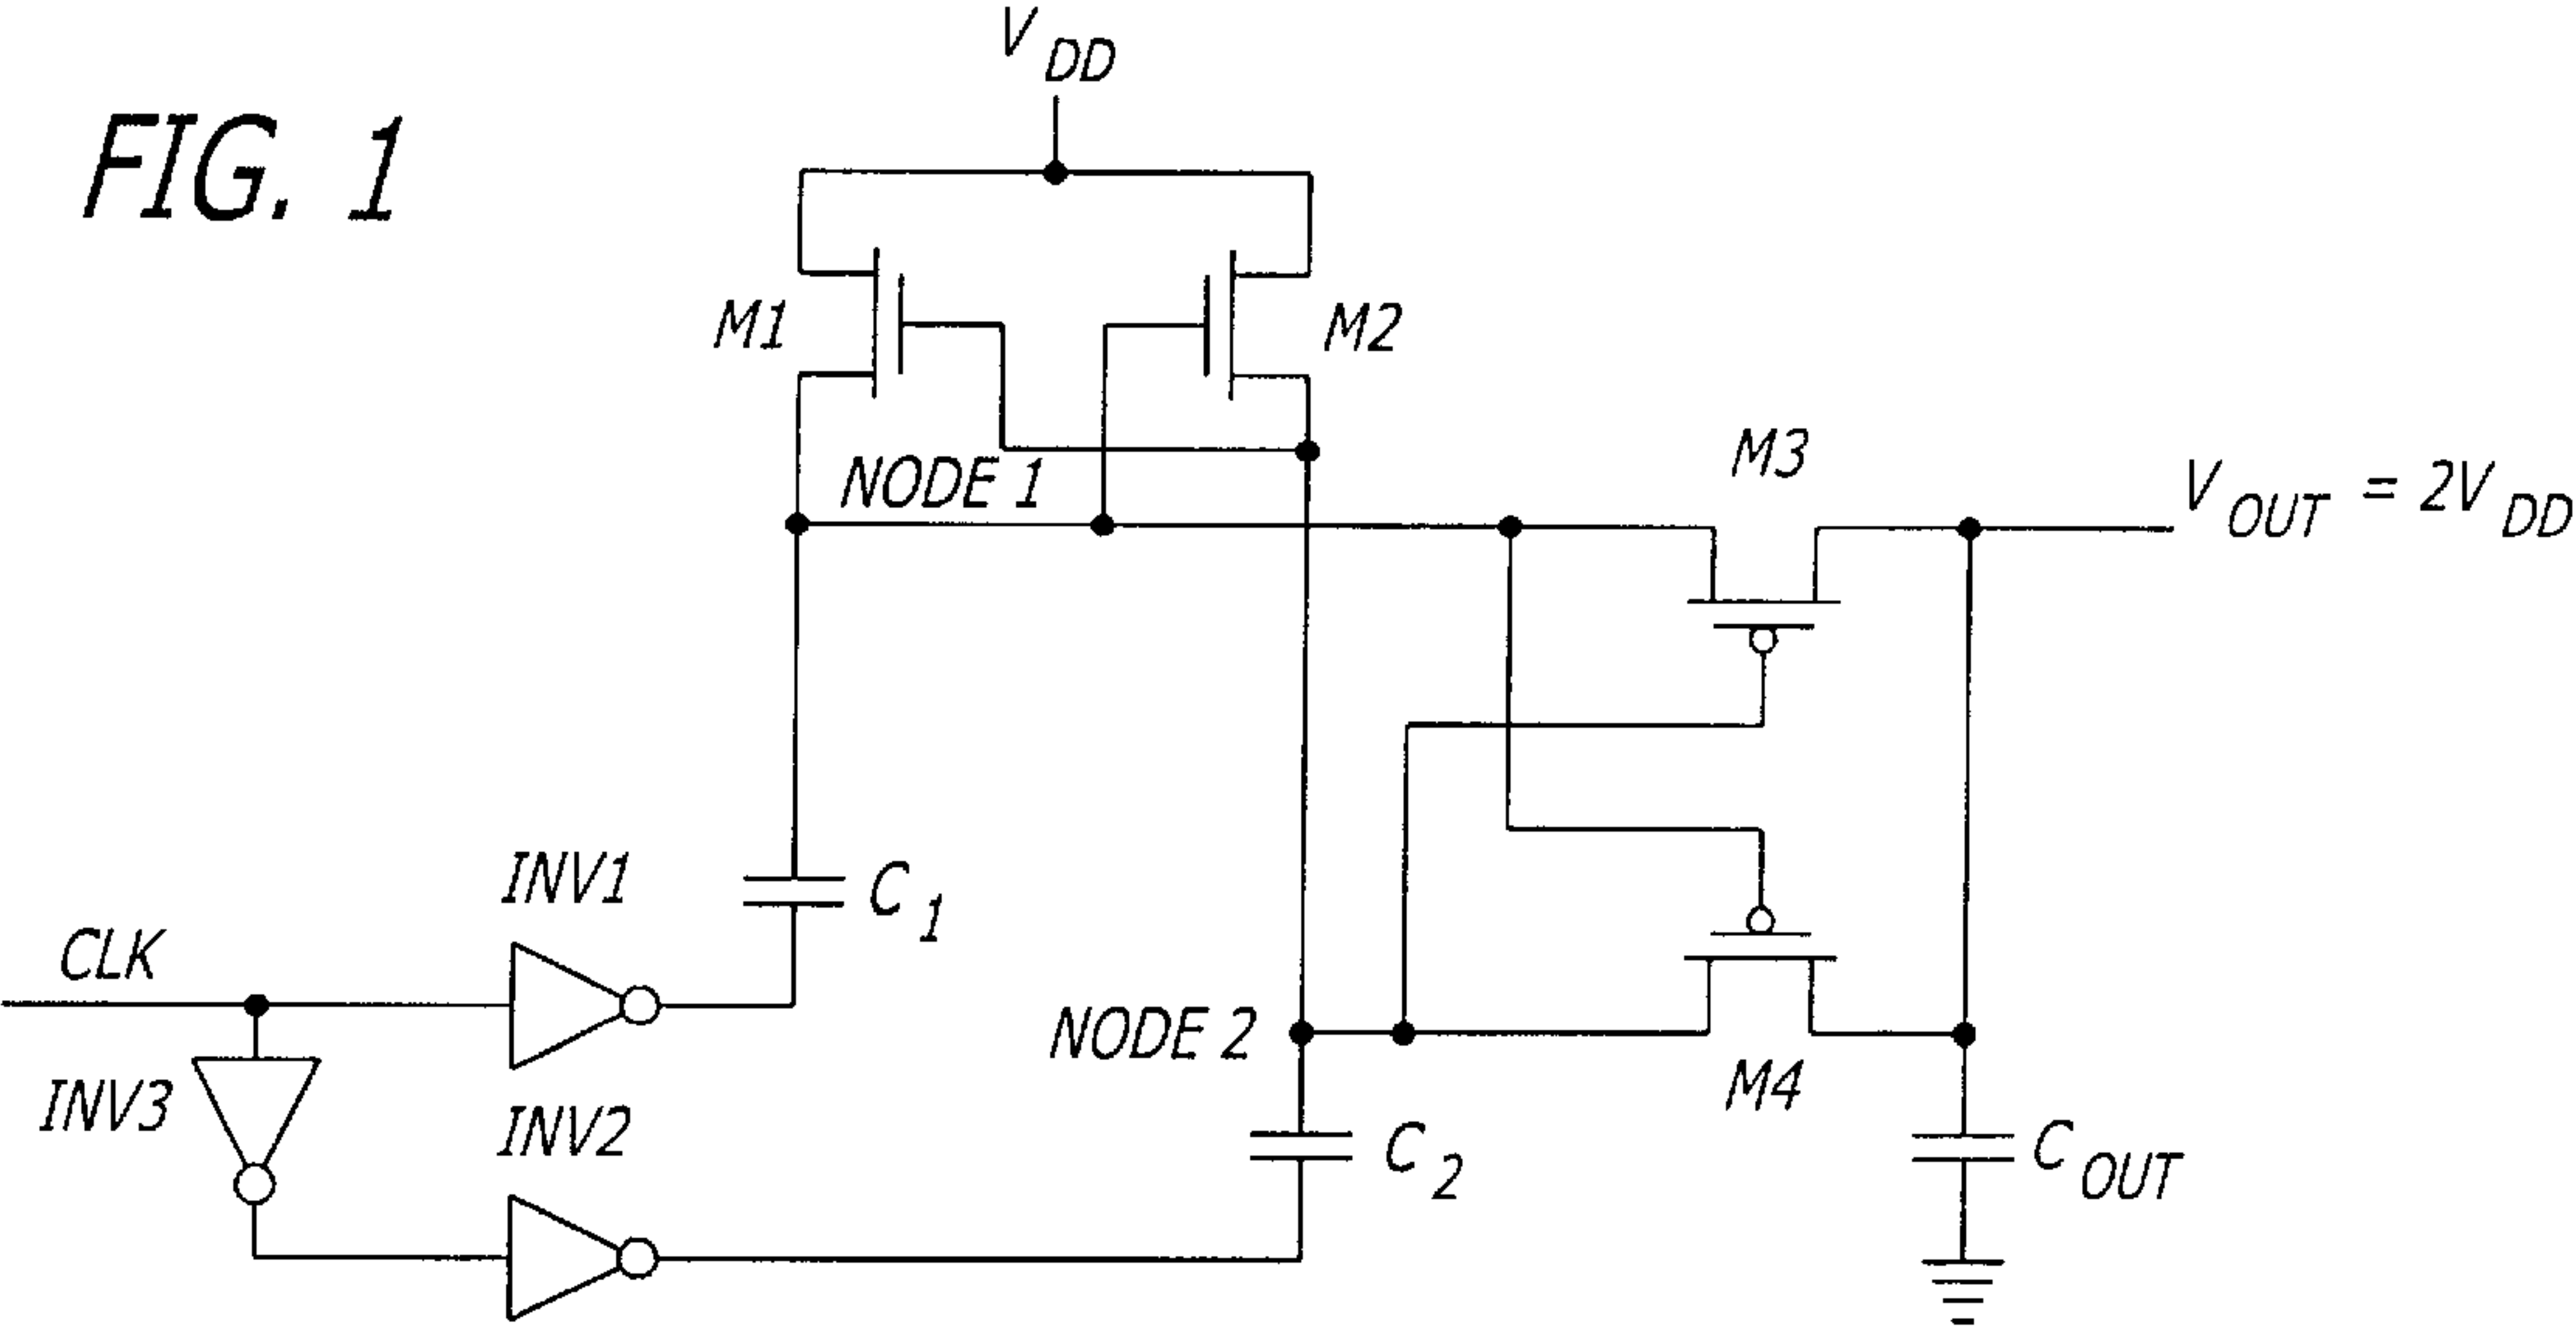 V DD
FIG. 1
M1
M2
NODE 1
M3
V OUT = 2V DD
INV1
C 1
CLK
NODE 2
INV3
INV2
M4
C 2
C OUT